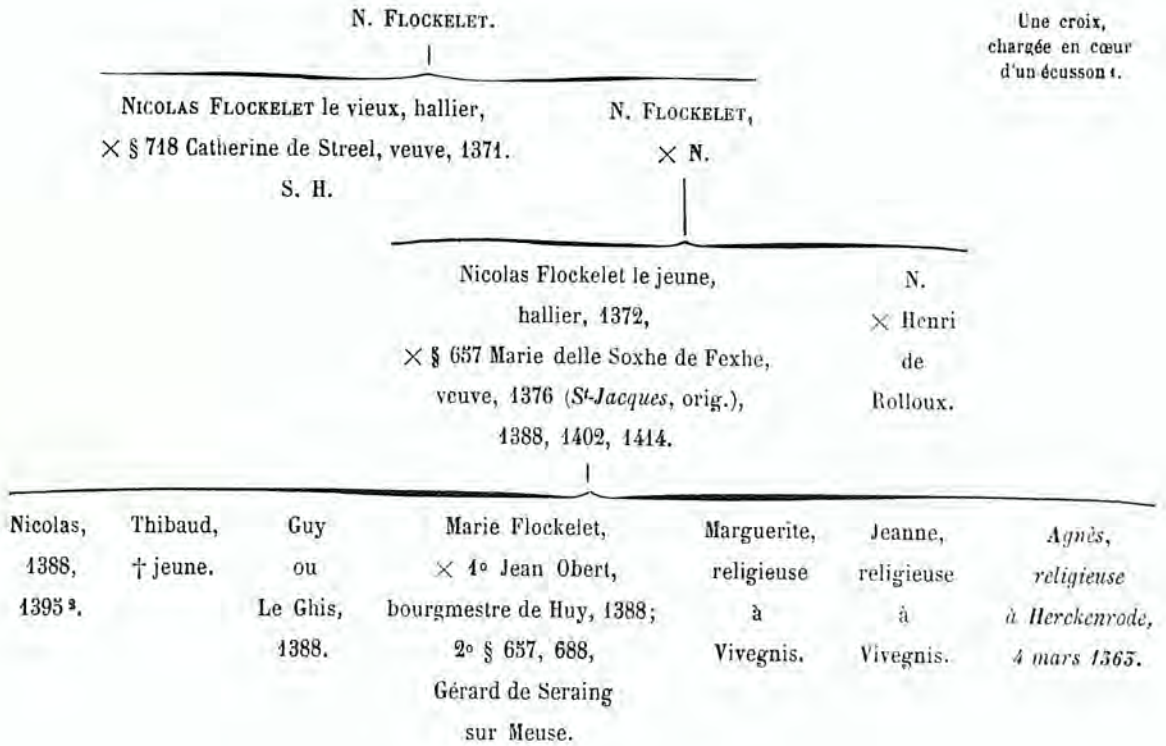 N. FLOCKELET.
Une croix,
chargée en cœur
d'un écusson ¹.
NICOLAS FLOCKELET le vieux, hallier,
× § 718 Catherine de Streel, veuve, 1371.
S. H.
N. FLOCKELET,
× N.
Nicolas Flockelet le jeune,
hallier, 1372,
× § 657 Marie delle Soxhe de Fexhe,
veuve, 1376 (Sᵗ-Jacques, orig.),
1388, 1402, 1414.
N.
× Henri
de
Rolloux.
Nicolas,
1388,
1395 ².
Thibaud,
† jeune.
Guy
ou
Le Ghis,
1388.
Marie Flockelet,
× 1º Jean Obert,
bourgmestre de Huy, 1388;
2º § 657, 688,
Gérard de Seraing
sur Meuse.
Marguerite,
religieuse
à
Vivegnis.
Jeanne,
religieuse
à
Vivegnis.
Agnès,
religieuse
à Herckenrode,
4 mars 1363.